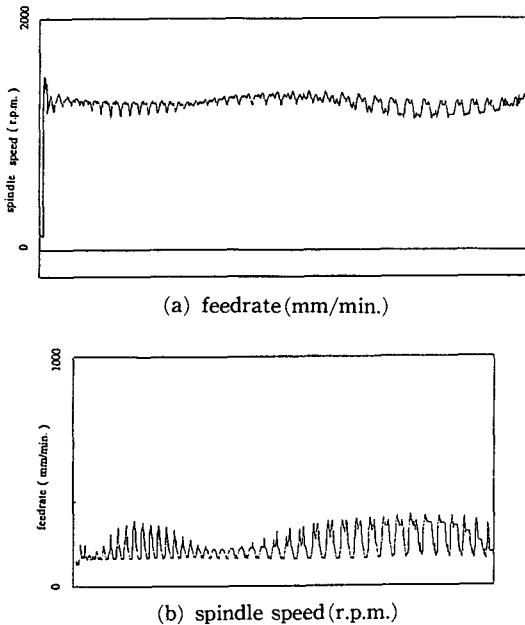 2000
spindle speed (r.p.m.)
0
(a) feedrate(mm/min.)
1000
feedrate (mm/min.)
0
(b) spindle speed(r.p.m.)